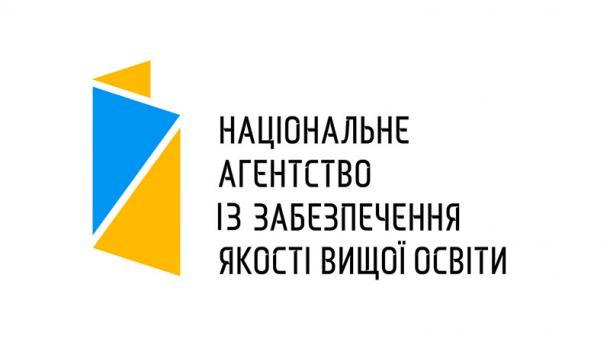 НАЦІОНАЛЬНЕ
АГЕНТСТВО
ІЗ ЗАБЕЗПЕЧЕННЯ
ЯКОСТІ ВИЩОЇ ОСВІТИ